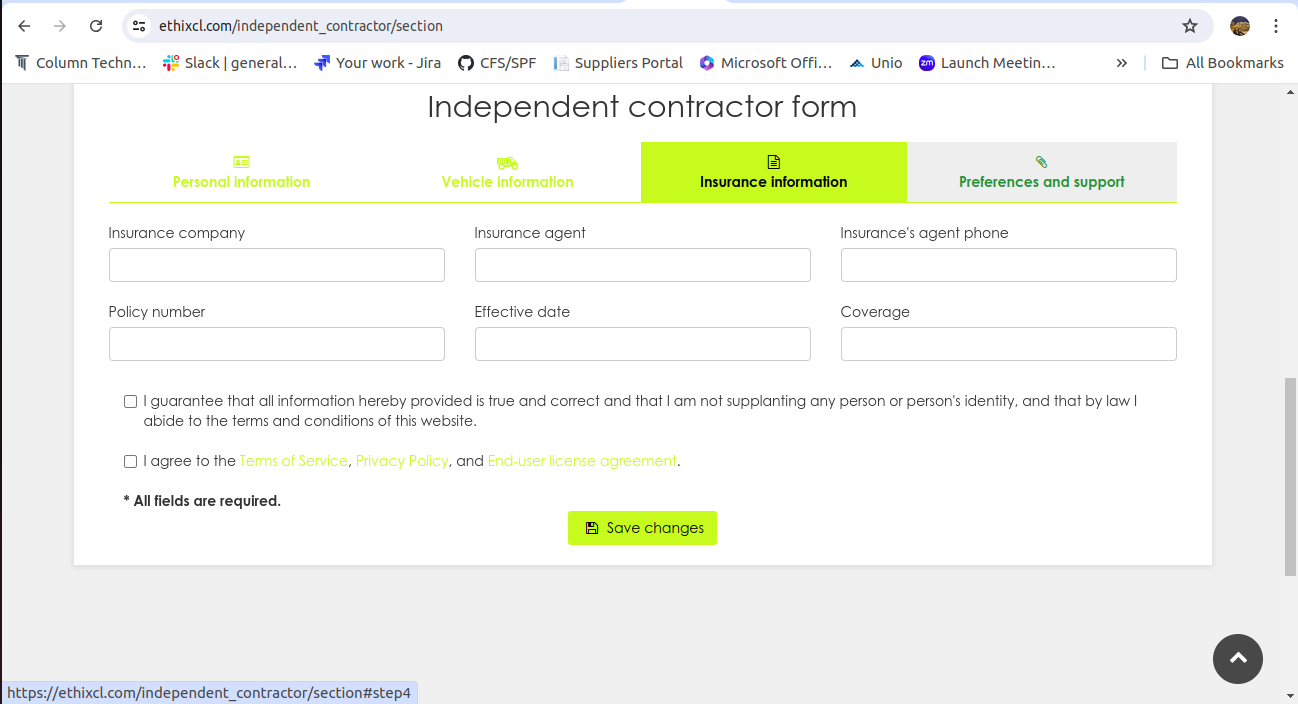 ethixcl.com/independent_contractor/section
Column Techn... Slack | general... Your work - Jira CFS/SPF Suppliers Portal Microsoft Offi... Unio zm Launch Meetin... » All Bookmarks
Independent contractor form
Personal information Vehicle information Insurance information Preferences and support
Insurance company Insurance agent Insurance's agent phone
Policy number Effective date Coverage
I guarantee that all information hereby provided is true and correct and that I am not supplanting any person or person's identity, and that by law I
abide to the terms and conditions of this website.
I agree to the Terms of Service, Privacy Policy, and End-user license agreement.
* All fields are required.
Save changes
https://ethixcl.com/independent_contractor/section#step4